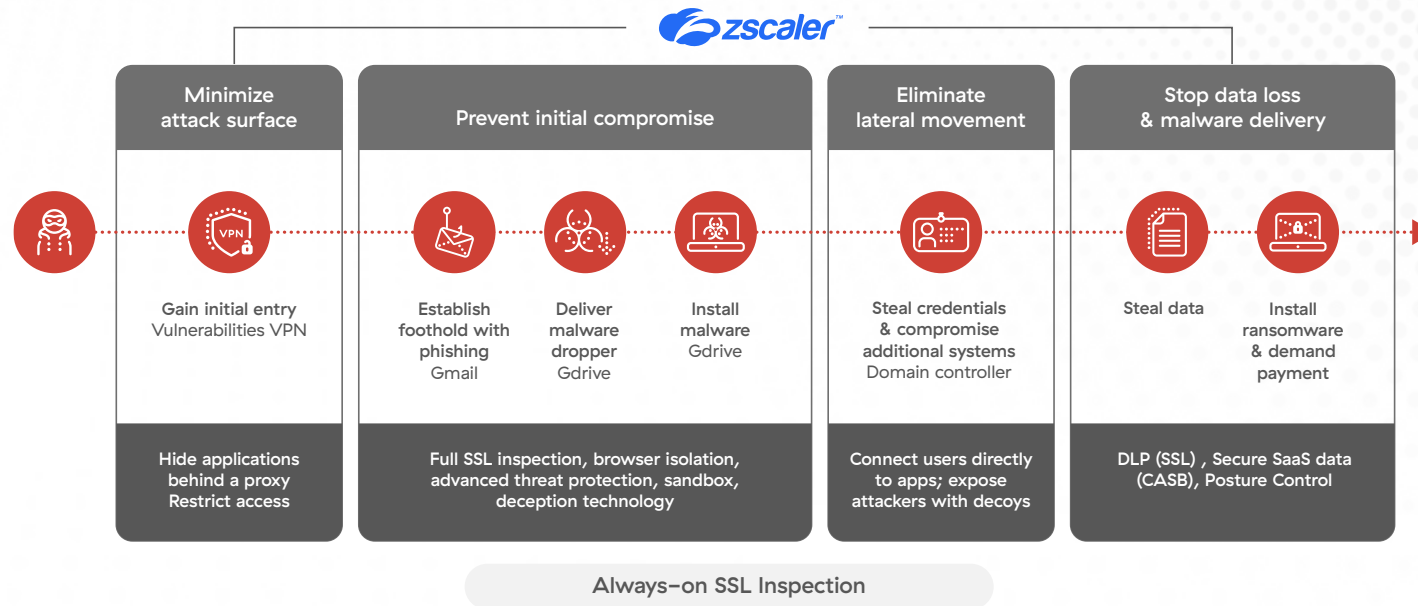 zscaler™
Minimize
attack surface
Prevent initial compromise
Eliminate
lateral movement
Stop data loss
& malware delivery
VPN
Gain initial entry
Vulnerabilities VPN
Establish
foothold with
phishing
Gmail
Deliver
malware
dropper
Gdrive
Install
malware
Gdrive
Steal credentials
& compromise
additional systems
Domain controller
Steal data
Install
ransomware
& demand
payment
Hide applications
behind a proxy
Restrict access
Full SSL inspection, browser isolation,
advanced threat protection, sandbox,
deception technology
Connect users directly
to apps; expose
attackers with decoys
DLP (SSL) , Secure SaaS data
(CASB), Posture Control
Always–on SSL Inspection